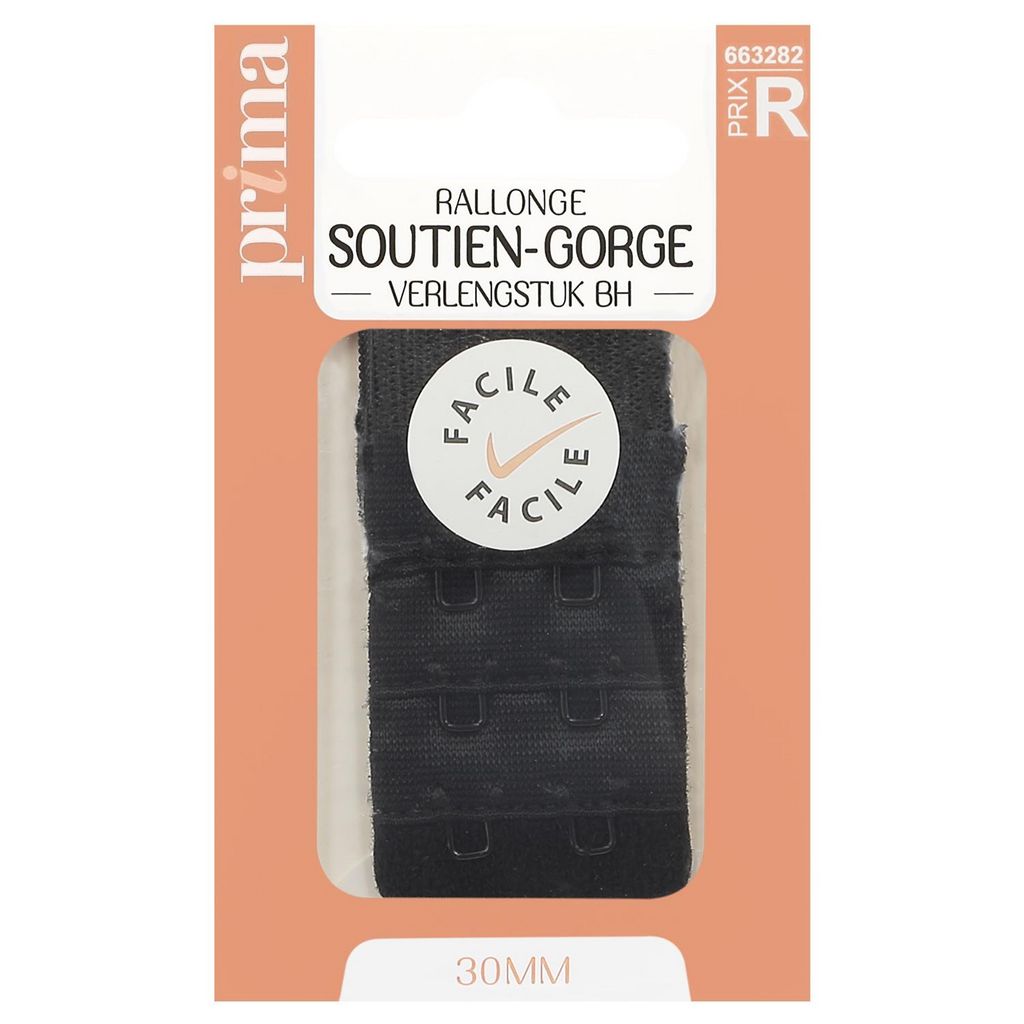 prima
663282
PRIX R
RALLONGE
SOUTIEN-GORGE
VERLENGSTUK BH
FACILE
FACILE
30MM